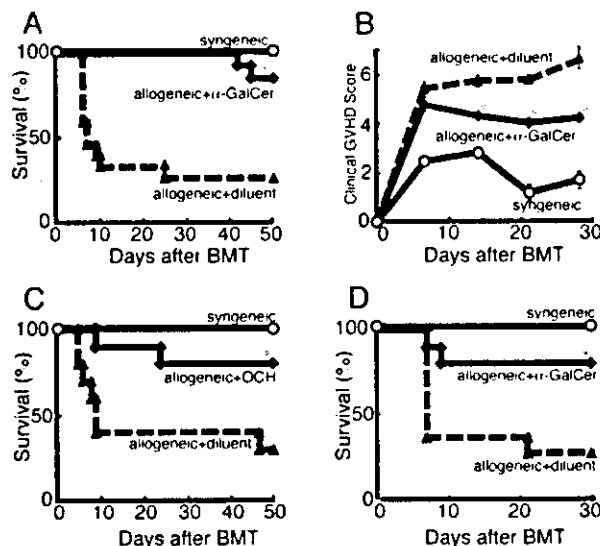 A
Survival (%)
100
50
0
syngeneic
allogeneic+α-GalCer
allogeneic+diluent
0 10 20 30 40 50
Days after BMT
B
Clinical GVHD Score
6
4
2
0
allogeneic+diluent
allogeneic+α-GalCer
syngeneic
0 10 20 30
Days after BMT
C
Survival (%)
100
50
0
syngeneic
allogeneic+OCH
allogeneic+diluent
0 10 20 30 40 50
Days after BMT
D
Survival (%)
100
50
0
syngeneic
allogeneic+α-GalCer
allogeneic+diluent
0 10 20 30
Days after BMT